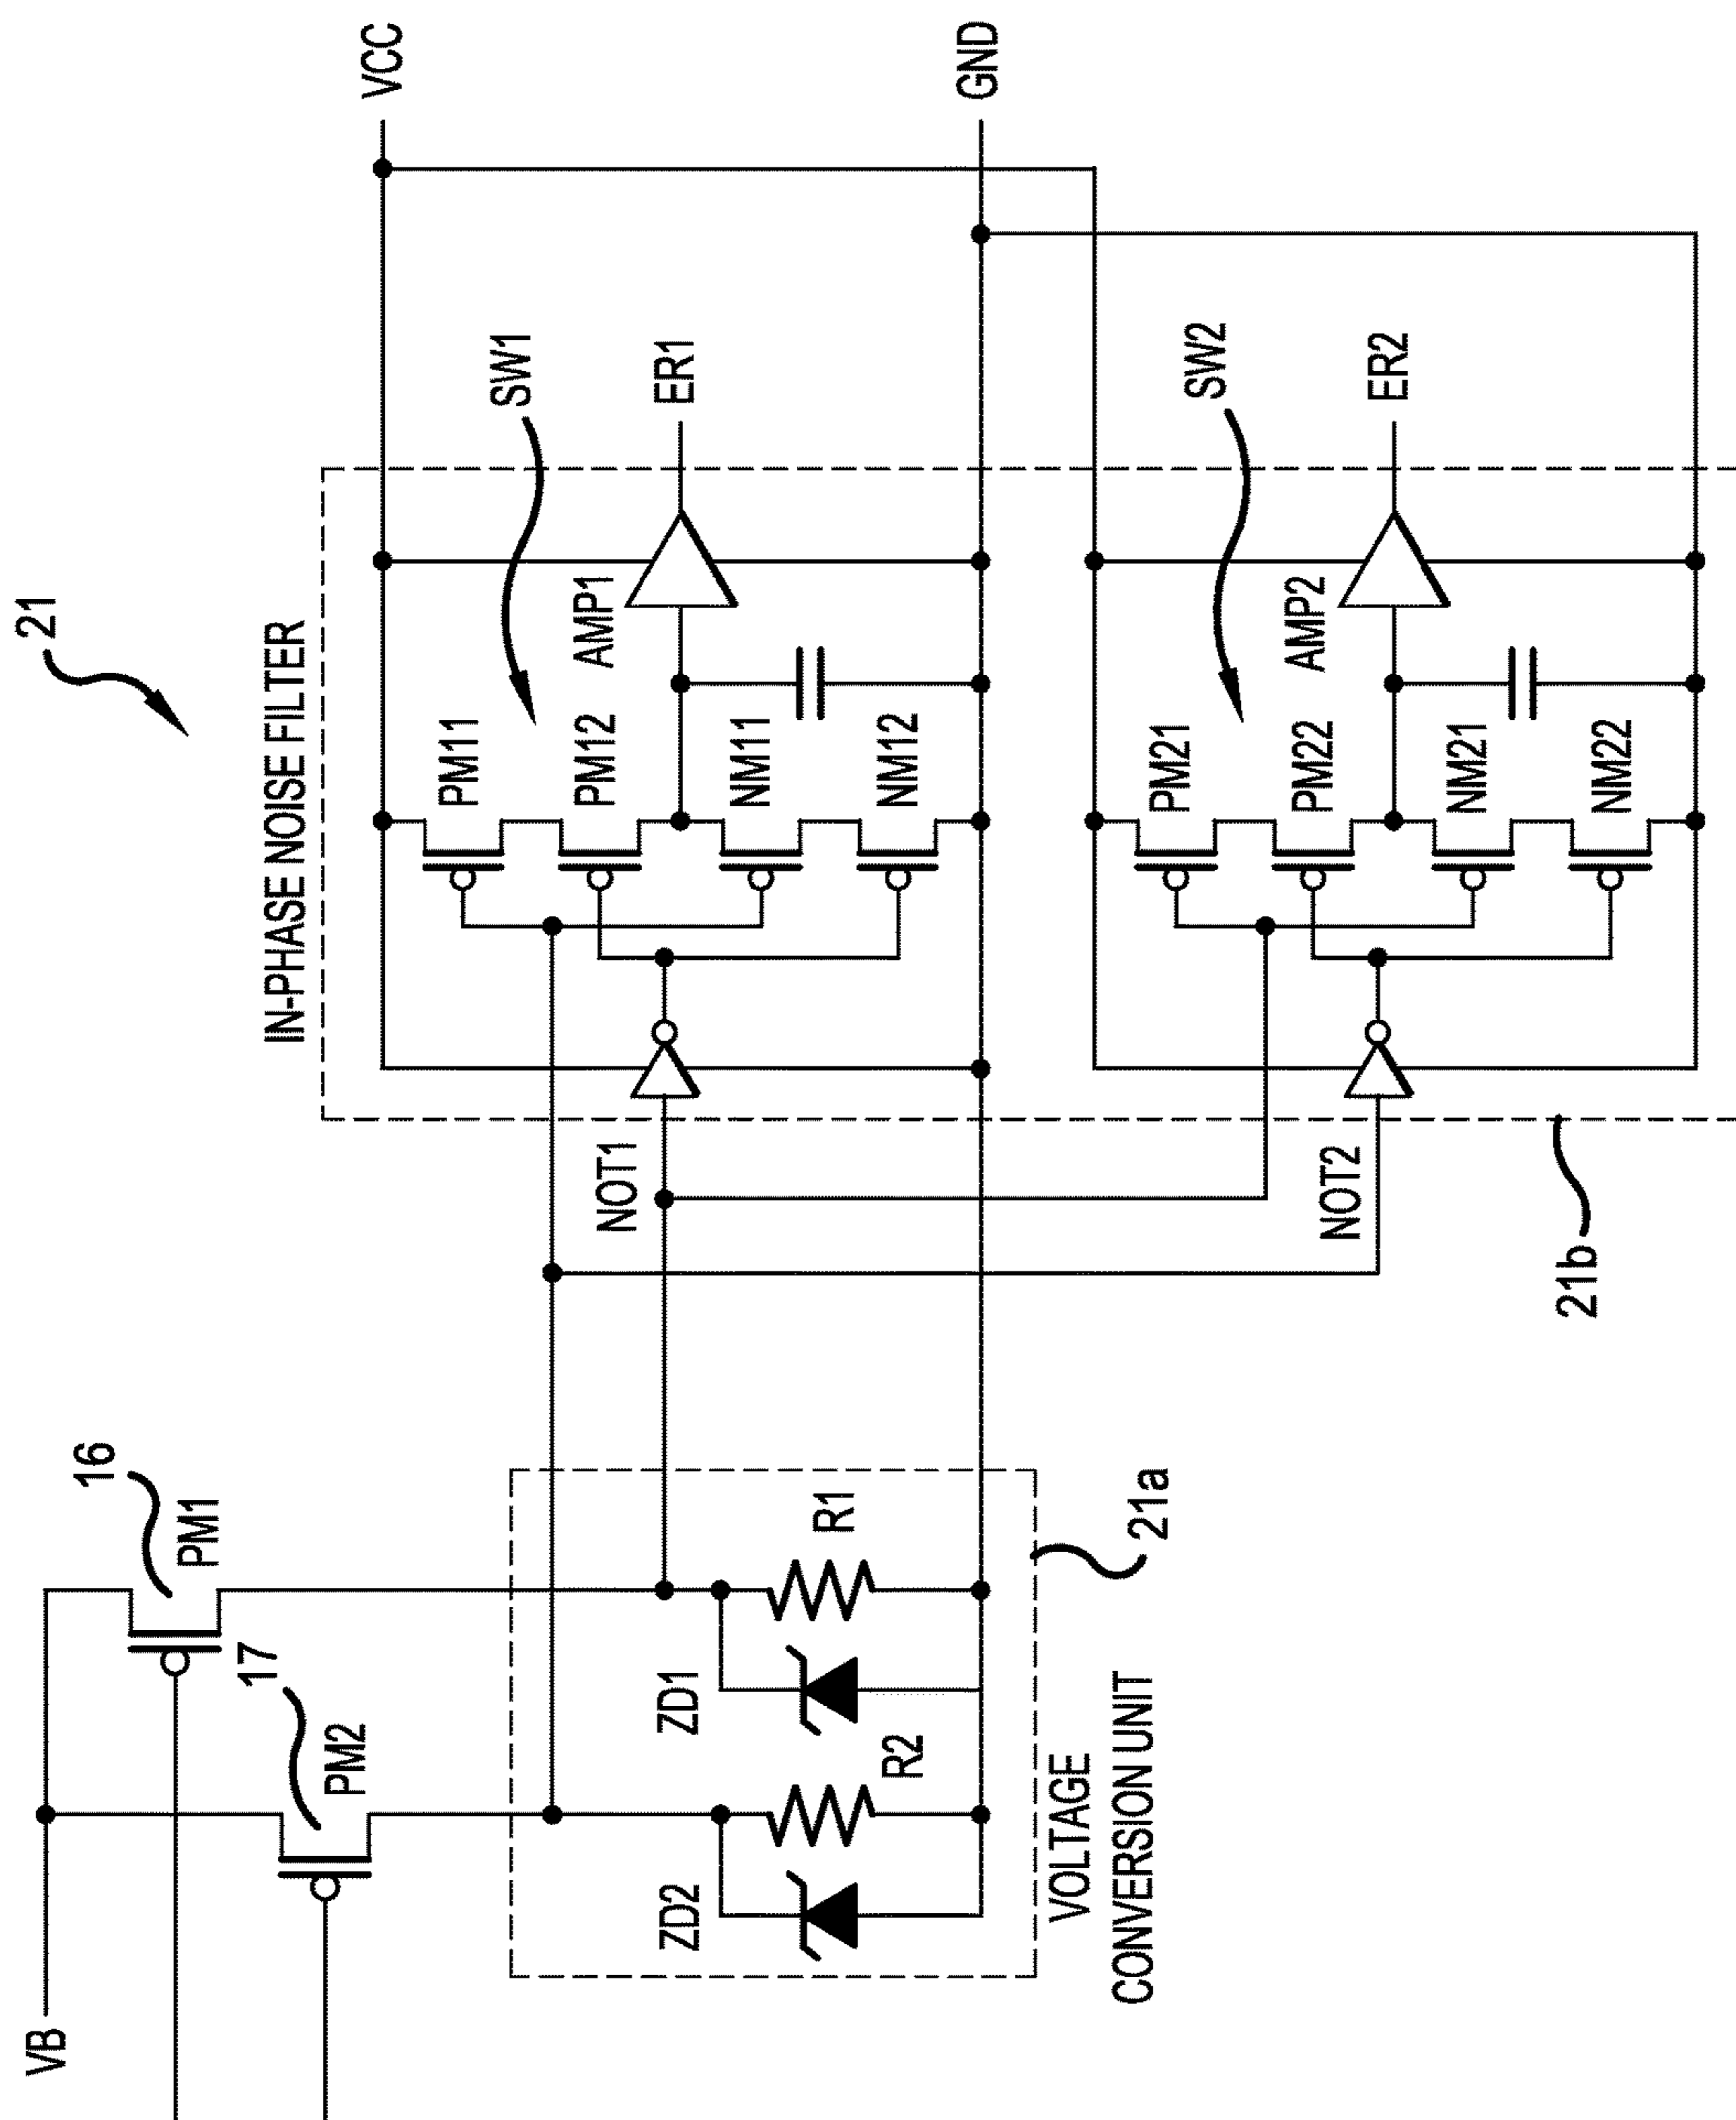 21
IN-PHASE NOISE FILTER
VCC
GND
VB
16
PM1
17
PM2
PM11
PM12
NM11
NM12
SW1
AMP1
ER1
NOT1
PM21
PM22
NM21
NM22
SW2
AMP2
ER2
NOT2
21b
ZD1
R1
ZD2
R2
21a
VOLTAGE
CONVERSION UNIT